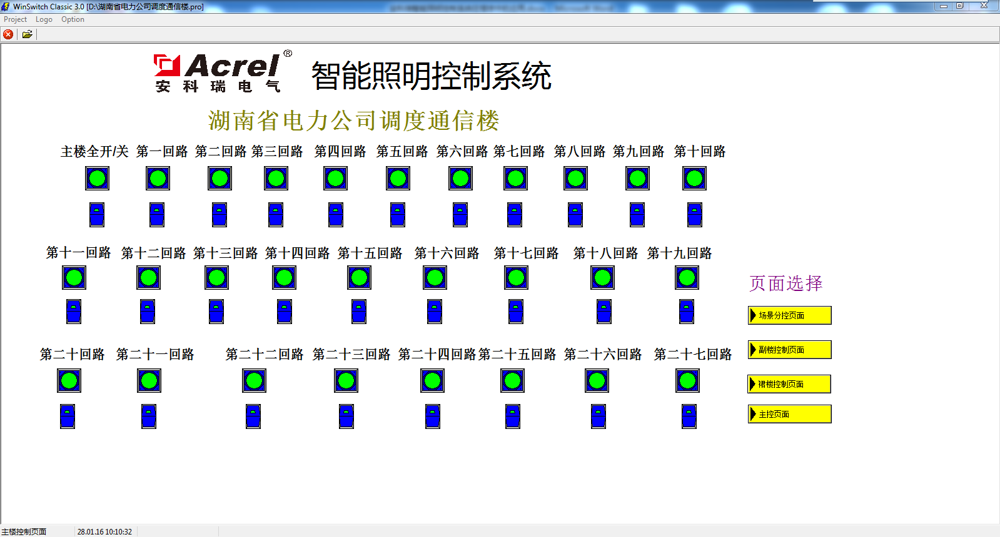 WinSwitch Classic 3.0 [D:\湖南省电力公司调度通信楼.pro]
Project Logo Option
Acrel®
安科瑞电气
智能照明控制系统
湖南省电力公司调度通信楼
主楼全开/关 第一回路 第二回路 第三回路 第四回路 第五回路 第六回路 第七回路 第八回路 第九回路 第十回路
第十一回路 第十二回路 第十三回路 第十四回路 第十五回路 第十六回路 第十七回路 第十八回路 第十九回路
第二十回路 第二十一回路 第二十二回路 第二十三回路 第二十四回路 第二十五回路 第二十六回路 第二十七回路
页面选择
场景分控页面
副楼控制页面
裙楼控制页面
主控页面
主楼控制页面 28.01.16 10:10:32